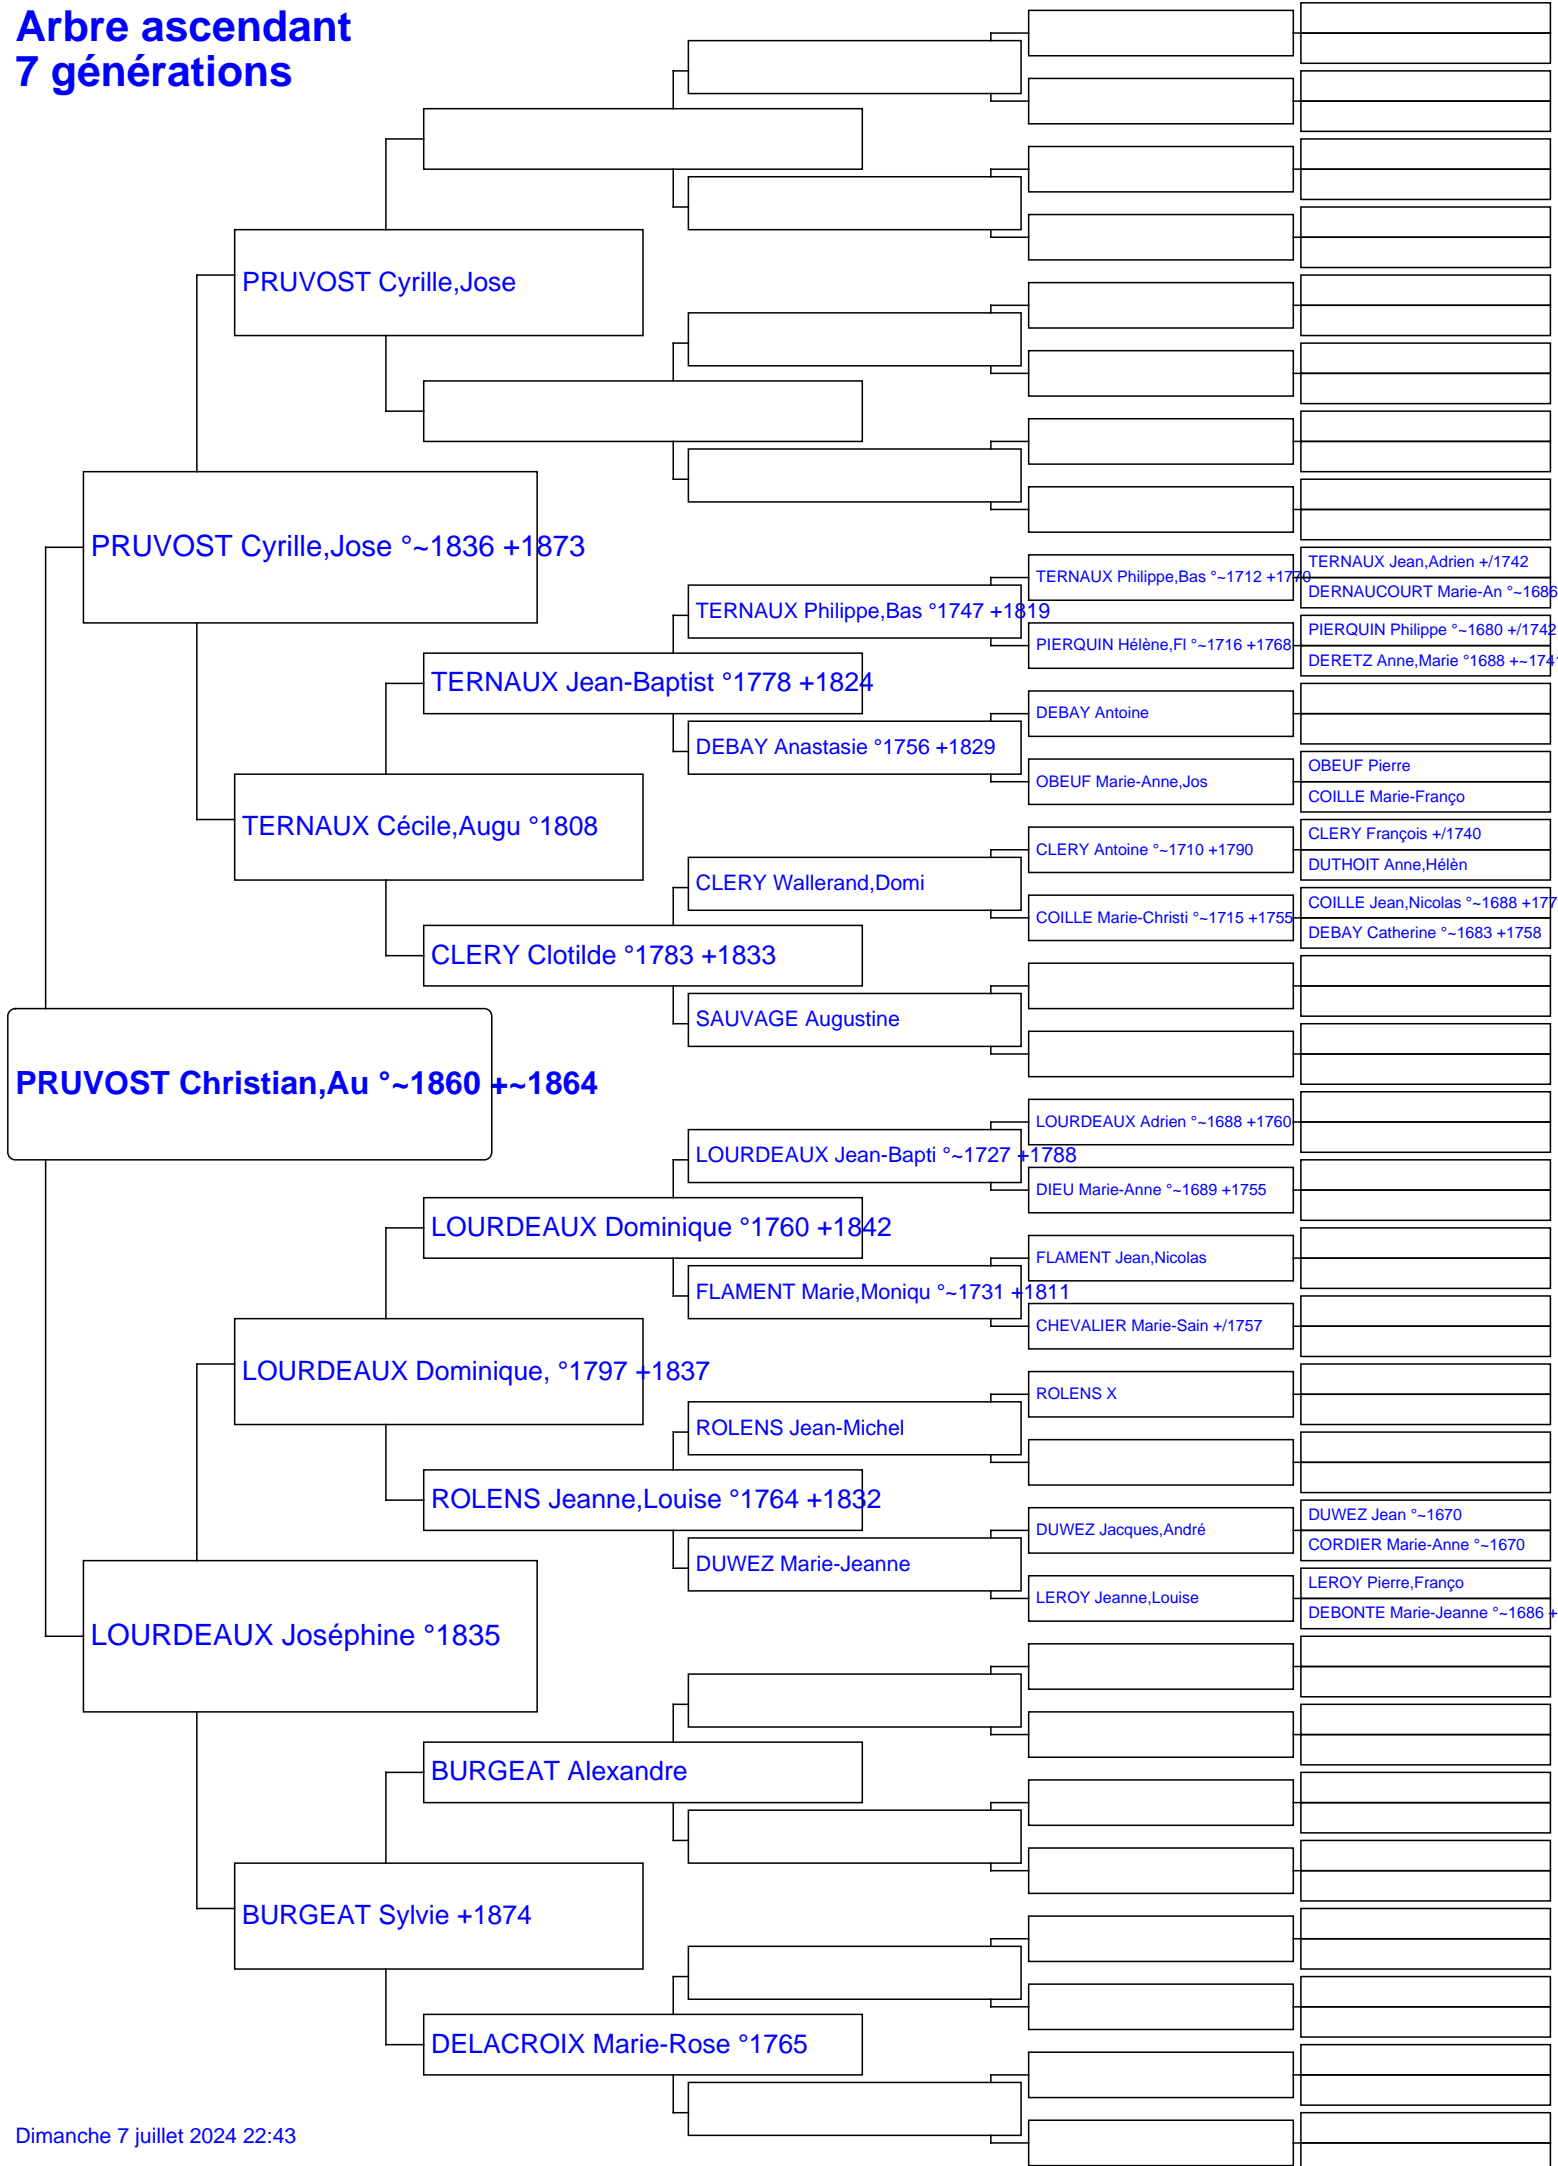 Arbre ascendant
7 générations
PRUVOST Cyrille,Jose
PRUVOST Cyrille,Jose °~1836 +1873
TERNAUX Jean,Adrien +/1742
TERNAUX Philippe,Bas °~1712 +1770
DERNAUCOURT Marie-An °~1686
TERNAUX Philippe,Bas °1747 +1819
PIERQUIN Philippe °~1680 +/1742
PIERQUIN Hélène,Fl °~1716 +1768
DERETZ Anne,Marie °1688 +~174
TERNAUX Jean-Baptist °1778 +1824
DEBAY Antoine
DEBAY Anastasie °1756 +1829
OBEUF Pierre
OBEUF Marie-Anne,Jos
COILLE Marie-Franço
TERNAUX Cécile,Augu °1808
CLERY François +/1740
CLERY Antoine °~1710 +1790
DUTHOIT Anne,Hélèn
CLERY Wallerand,Domi
COILLE Jean,Nicolas °~1688 +177
COILLE Marie-Christi °~1715 +1755
DEBAY Catherine °~1683 +1758
CLERY Clotilde °1783 +1833
SAUVAGE Augustine
PRUVOST Christian,Au °~1860 +~1864
LOURDEAUX Adrien °~1688 +1760
LOURDEAUX Jean-Bapti °~1727 +1788
DIEU Marie-Anne °~1689 +1755
LOURDEAUX Dominique °1760 +1842
FLAMENT Jean,Nicolas
FLAMENT Marie,Moniqu °~1731 +1811
CHEVALIER Marie-Sain +/1757
LOURDEAUX Dominique, °1797 +1837
ROLENS X
ROLENS Jean-Michel
ROLENS Jeanne,Louise °1764 +1832
DUWEZ Jean °~1670
DUWEZ Jacques,André
CORDIER Marie-Anne °~1670
DUWEZ Marie-Jeanne
LEROY Pierre,Franço
LEROY Jeanne,Louise
DEBONTE Marie-Jeanne °~1686 +
LOURDEAUX Joséphine °1835
BURGEAT Alexandre
BURGEAT Sylvie +1874
DELACROIX Marie-Rose °1765
Dimanche 7 juillet 2024 22:43